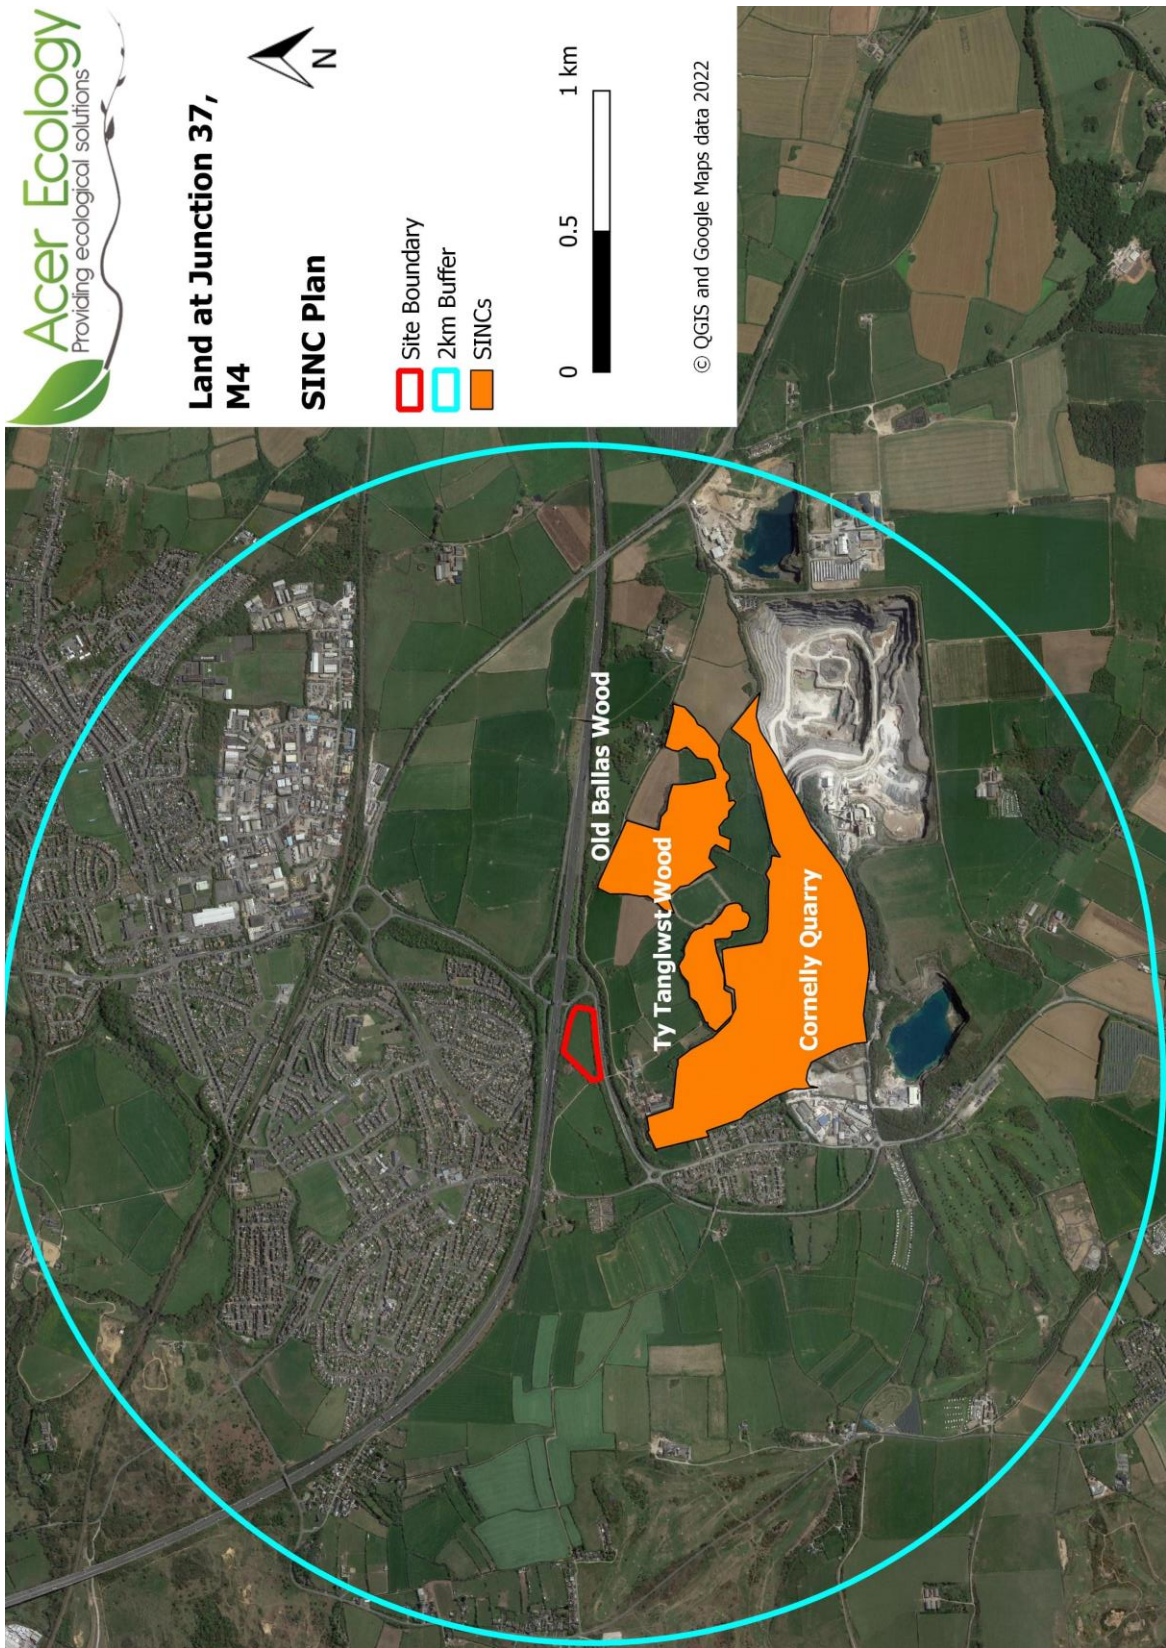 Acer Ecology
Providing ecological solutions
Land at Junction 37,
M4
N
SINC Plan
Site Boundary
2km Buffer
SINCs
0 0.5 1 km
© QGIS and Google Maps data 2022
Old Ballas Wood
Ty Tanglwst Wood
Cornelly Quarry